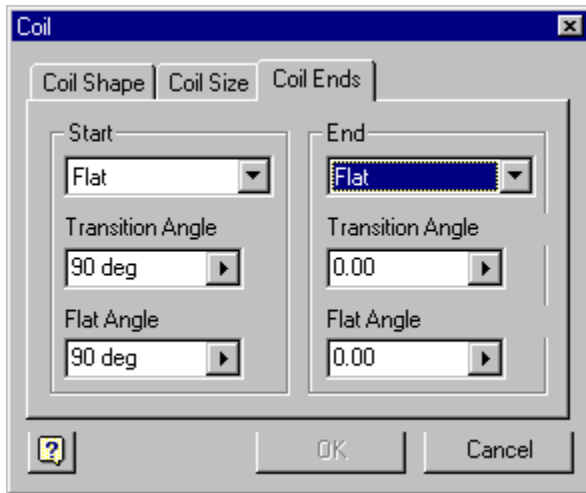 Coil
Coil Shape Coil Size Coil Ends
Start
Flat
Transition Angle
90 deg
Flat Angle
90 deg
End
Flat
Transition Angle
0.00
Flat Angle
0.00
OK Cancel